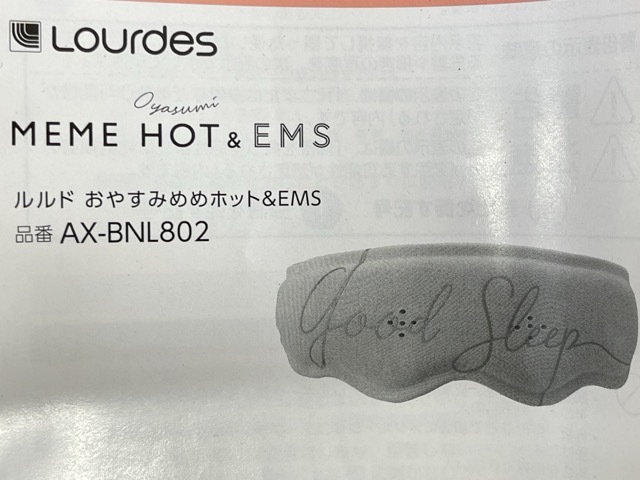 Lourdes
Oyasumi
MEME HOT & EMS
ルルド おやすみめめホット&EMS
品番 AX-BNL802
good Sleep